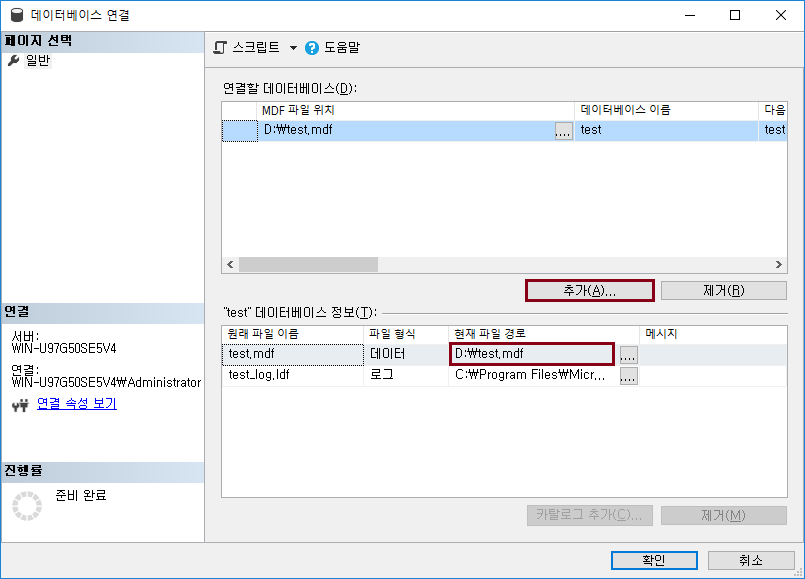 데이터베이스 연결
페이지 선택
일반
스크립트 도움말
연결할 데이터베이스(D):
MDF 파일 위치 데이터베이스 이름 다음
D:₩test.mdf .... test test
추가(A)... 제거(R)
"test" 데이터베이스 정보(T):
원래 파일 이름 파일 형식 현재 파일 경로 메시지
test.mdf 데이터 D:₩test.mdf ....
test_log.ldf 로그 C:₩Program Files₩Micr... ....
카탈로그 추가(C)... 제거(M)
연결
서버:
WIN-U97G50SE5V4
연결:
WIN-U97G50SE5V4₩Administrator
연결 속성 보기
진행률
준비 완료
확인 취소